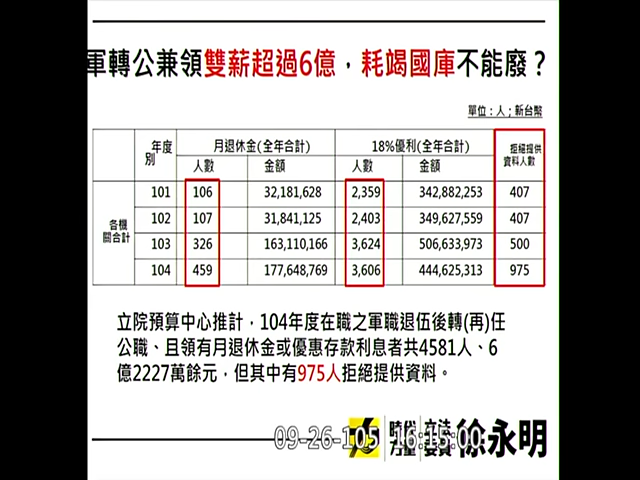 軍轉公兼領雙薪超過6億，耗竭國庫不能廢？
單位：人；新台幣
年度別 月退休金(全年合計) 18%優利(全年合計) 拒絕提供資料人數
人數 金額 人數 金額
各機關合計
101 106 32,181,628 2,359 342,882,253 407
102 107 31,841,125 2,403 349,627,559 407
103 326 163,110,166 3,624 506,633,973 500
104 459 177,648,769 3,606 444,625,313 975
立院預算中心推計，104年度在職之軍職退伍後轉(再)任
公職、且領有月退休金或優惠存款利息者共4581人、6
億2227萬餘元，但其中有975人拒絕提供資料。
時代力量 立法委員 徐永明
09-26-105 16:15:00